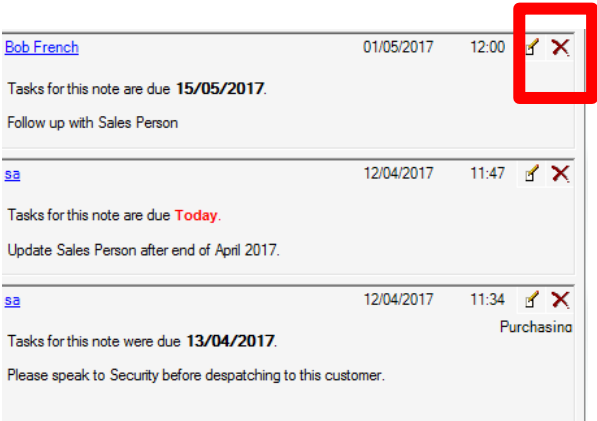 Bob French 01/05/2017 12:00
Tasks for this note are due 15/05/2017.
Follow up with Sales Person
sa 12/04/2017 11:47
Tasks for this note are due Today.
Update Sales Person after end of April 2017.
sa 12/04/2017 11:34
Purchasing
Tasks for this note were due 13/04/2017.
Please speak to Security before despatching to this customer.